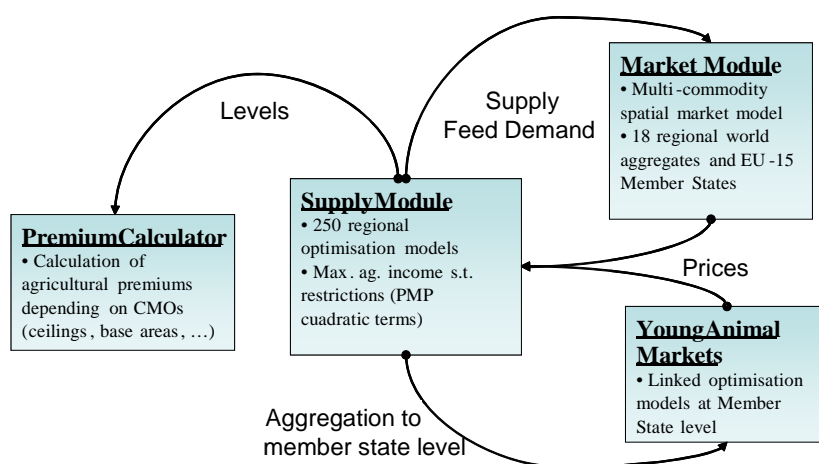 Levels
Supply
Feed Demand
Market Module
• Multi-commodity
spatial market model
• 18 regional world
aggregates and EU-15
Member States
PremiumCalculator
• Calculation of
agricultural premiums
depending on CMOs
(ceilings, base areas, …)
SupplyModule
• 250 regional
optimisation models
• Max. ag. income s.t.
restrictions (PMP
cuadratic terms)
Prices
YoungAnimal
Markets
• Linked optimisation
models at Member
State level
Aggregation to
member state level